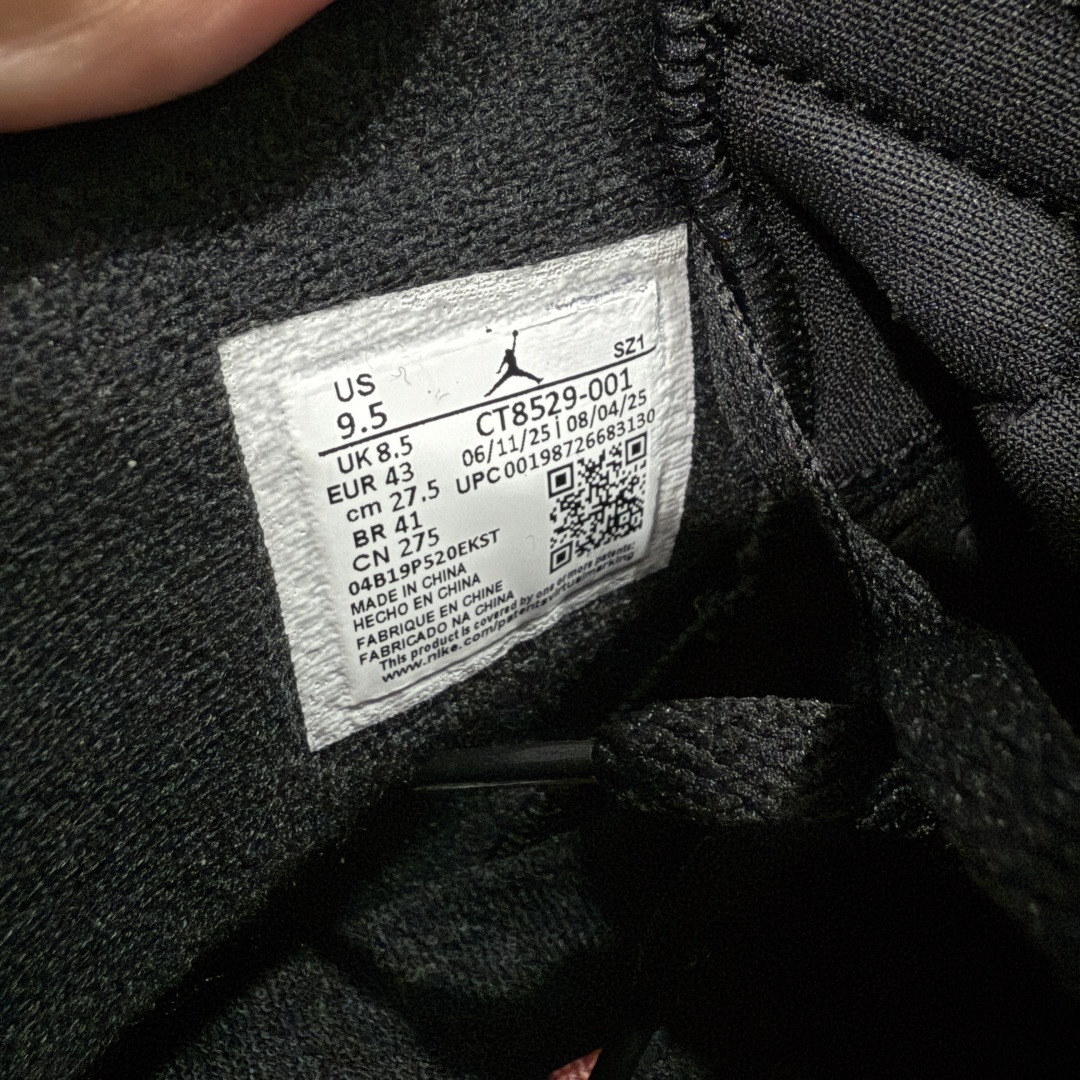 US
9.5
SZ1
UK 8.5
EUR 43
cm 27.5
BR 41
CN 275
CT8529-001
06/11/25 | 08/04/25
UPC 00198726683130
04B19P520EKST
MADE IN CHINA
HECHO EN CHINA
FABRIQUE EN CHINE
FABRICADO NA CHINA
This product is covered by one or more patents:
www.nike.com/patentsvirtualmarking